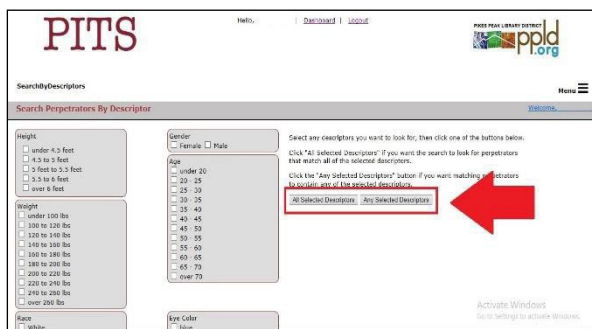 PITS
Hello, | Dashboard | Logout
PIKES PEAK LIBRARY DISTRICT
ppld
.org
SearchByDescriptors
Menu
Search Perpetrators By Descriptor
Welcome,
Height
under 4.5 feet
4.5 to 5 feet
5 feet to 5.5 feet
5.5 to 6 feet
over 6 feet
Weight
under 100 lbs
100 to 120 lbs
120 to 140 lbs
140 to 160 lbs
160 to 180 lbs
180 to 200 lbs
200 to 220 lbs
220 to 240 lbs
240 to 260 lbs
over 260 lbs
Race
White
Gender
Female Male
Age
under 20
20 - 25
25 - 30
30 - 35
35 - 40
40 - 45
45 - 50
50 - 55
55 - 60
60 - 65
65 - 70
over 70
Eye Color
blue
Select any descriptors you want to look for, then click one of the buttons below.
Click "All Selected Descriptors" if you want the search to look for perpetrators
that match all of the selected descriptors.
Click the "Any Selected Descriptors" button if you want matching perpetrators
to contain any of the selected descriptors.
All Selected Descriptors Any Selected Descriptors
Activate Windows
Go to Settings to activate Windows.